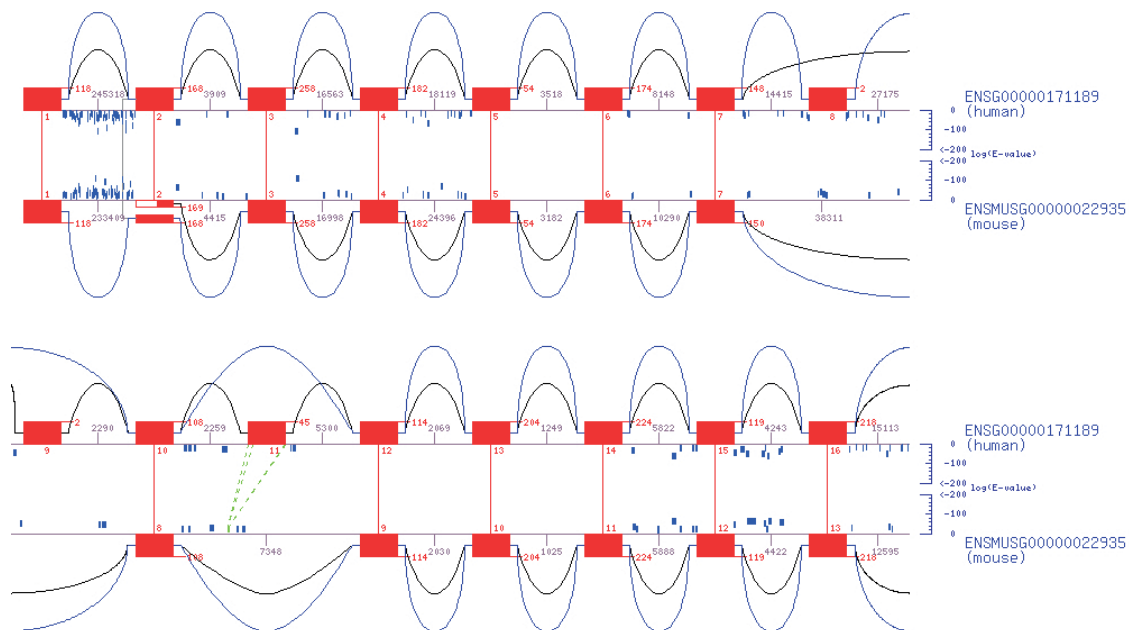 118 168 258 182 54 174 148 2
245318 3909 16563 18119 3518 8148 14415 27175
ENSG00000171189
(human)
1 2 3 4 5 6 7 8
0
-100
<-200
log(E-value)
<-200
-100
0
1 2 3 4 5 6 7
169
233409 4415 16998 24396 3182 10290 38311
118 168 258 182 54 174 150
ENSMUSG00000022935
(mouse)
2 108 45 114 204 224 119 218
2290 2259 5300 2069 1249 5822 4243 15113
ENSG00000171189
(human)
9 10 11 12 13 14 15 16
0
-100
<-200
log(E-value)
<-200
-100
0
8 9 10 11 12 13
7348 2030 1025 5888 4422 12595
108 114 204 224 119 218
ENSMUSG00000022935
(mouse)